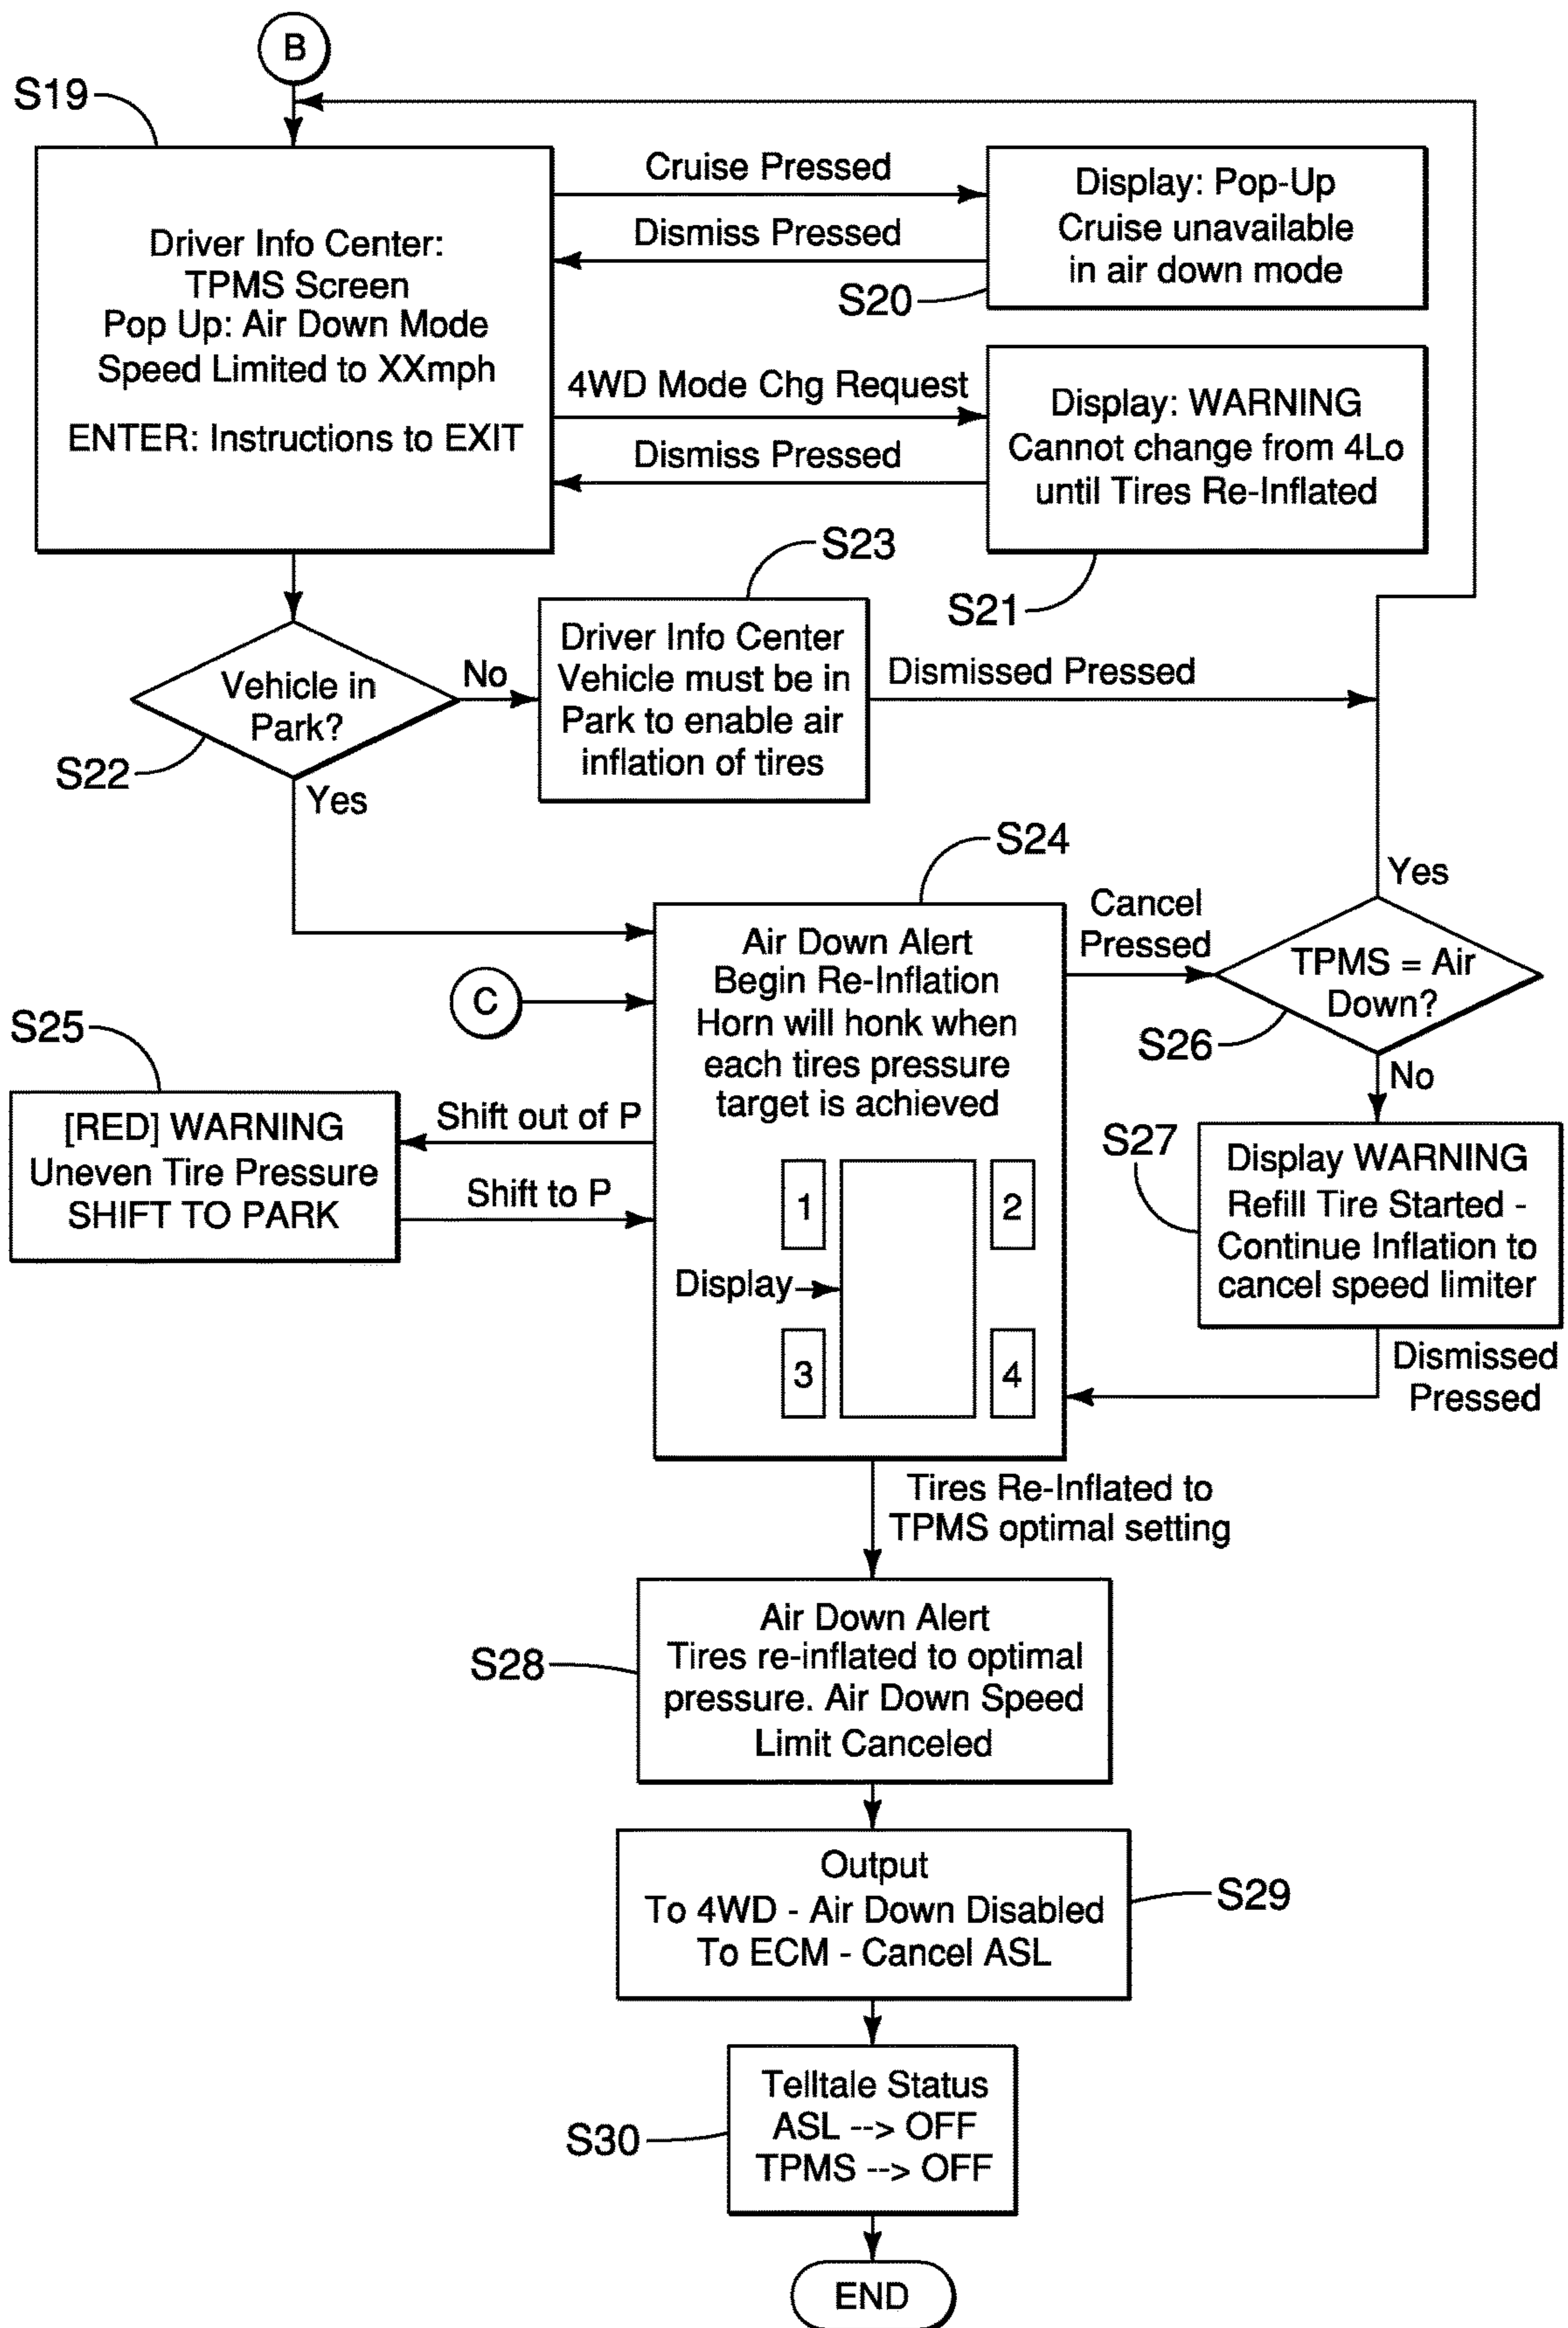 B
S19
Driver Info Center:
TPMS Screen
Pop Up: Air Down Mode
Speed Limited to XXmph
ENTER: Instructions to EXIT
Cruise Pressed
Dismiss Pressed
Display: Pop-Up
Cruise unavailable
in air down mode
S20
4WD Mode Chg Request
Dismiss Pressed
Display: WARNING
Cannot change from 4Lo
until Tires Re-Inflated
S21
S23
Vehicle in
Park?
S22
No
Yes
Driver Info Center
Vehicle must be in
Park to enable air
inflation of tires
Dismissed Pressed
S24
Air Down Alert
Begin Re-Inflation
Horn will honk when
each tires pressure
target is achieved
1
2
Display
3
4
C
Cancel
Pressed
Yes
TPMS = Air
Down?
S26
No
S25
[RED] WARNING
Uneven Tire Pressure
SHIFT TO PARK
Shift out of P
Shift to P
S27
Display WARNING
Refill Tire Started -
Continue Inflation to
cancel speed limiter
Dismissed
Pressed
Tires Re-Inflated to
TPMS optimal setting
S28
Air Down Alert
Tires re-inflated to optimal
pressure. Air Down Speed
Limit Canceled
Output
To 4WD - Air Down Disabled
To ECM - Cancel ASL
S29
S30
Telltale Status
ASL --> OFF
TPMS --> OFF
END